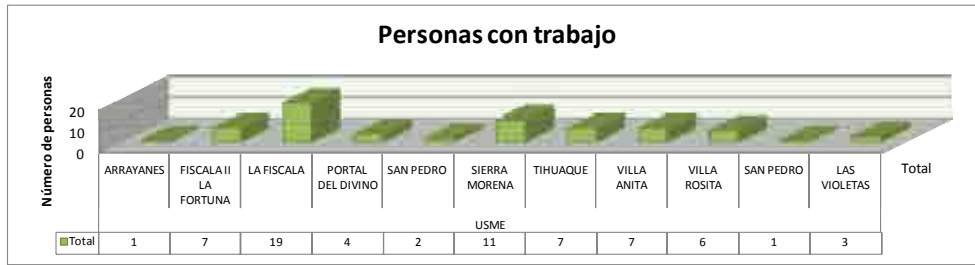 Personas con trabajo
Número de personas
20
10
0
ARRAYANES
FISCALA II LA FORTUNA
LA FISCALA
PORTAL DEL DIVINO
SAN PEDRO
SIERRA MORENA
TIHUAQUE
VILLA ANITA
VILLA ROSITA
SAN PEDRO
LAS VIOLETAS
Total
USME
Total 1 7 19 4 2 11 7 7 6 1 3